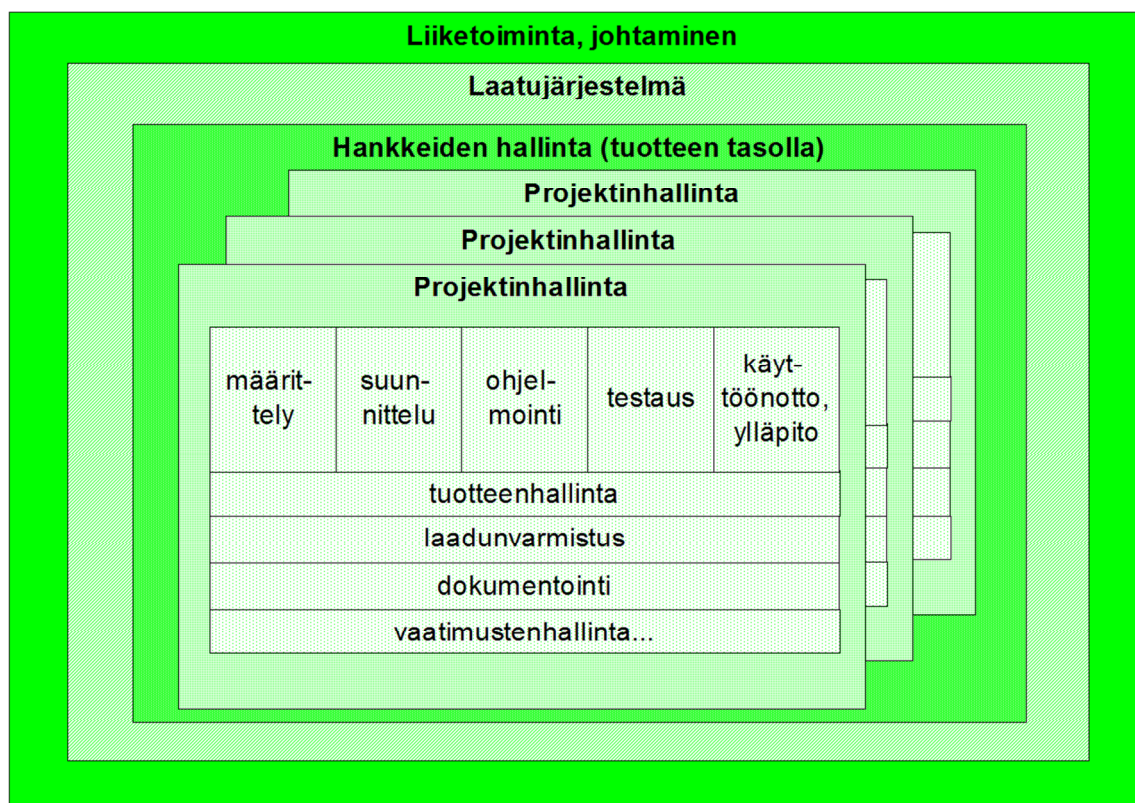 Liiketoiminta, johtaminen
Laatujärjestelmä
Hankkeiden hallinta (tuotteen tasolla)
Projektinhallinta
Projektinhallinta
Projektinhallinta
määrit-
tely
suun-
nittelu
ohjel-
mointi
testaus
käyt-
töönotto,
ylläpito
tuotteenhallinta
laadunvarmistus
dokumentointi
vaatimustenhallinta...